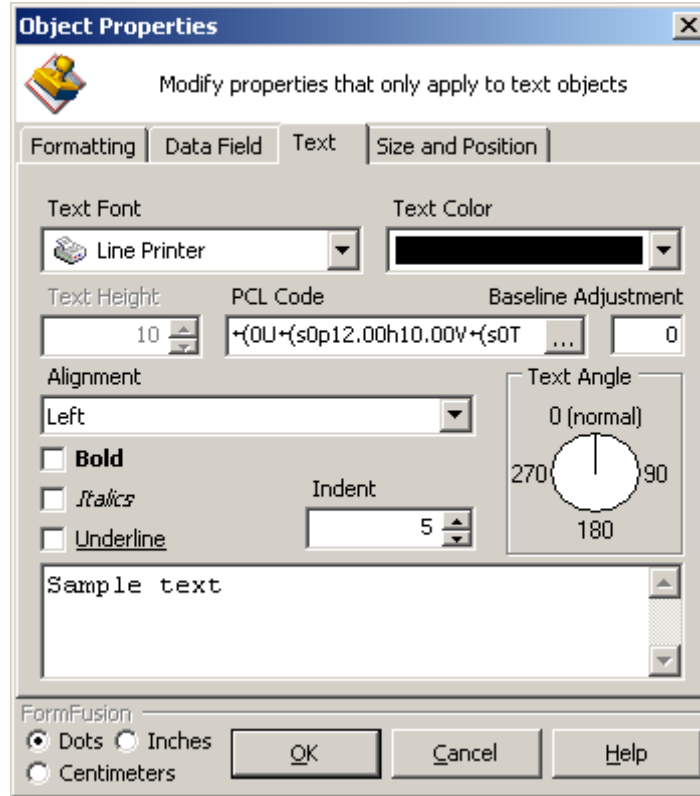 Object Properties
Modify properties that only apply to text objects
Formatting Data Field Text Size and Position
Text Font Text Color
Line Printer
Text Height PCL Code Baseline Adjustment
10 ←(0U←(s0p12.00h10.00V←(s0T ... 0
Alignment Text Angle
Left 0 (normal)
Bold
270 90
Italics Indent
5 180
Underline
Sample text
FormFusion
Dots Inches OK Cancel Help
Centimeters